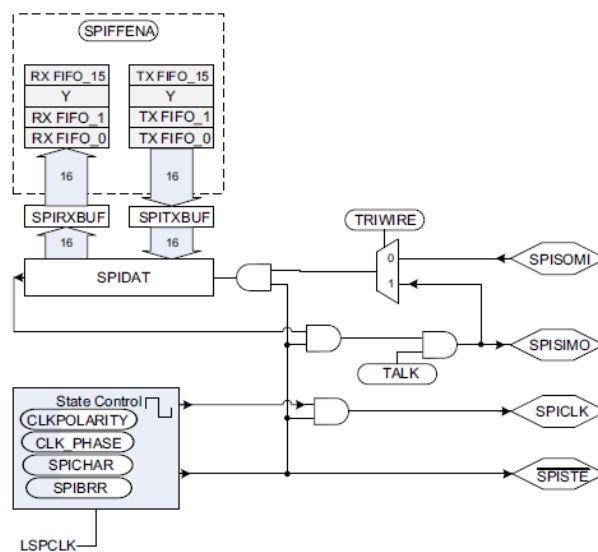 SPIFFENA
RX FIFO_15
TX FIFO_15
Y
Y
RX FIFO_1
TX FIFO_1
RX FIFO_0
TX FIFO_0
16
16
SPIRXBUF
SPITXBUF
TRIWIRE
16
16
SPIDAT
0
1
SPISOMI
SPISIMO
TALK
State Control
CLKPOLARITY
CLK_PHASE
SPICHAR
SPIBRR
SPICLK
SPISTE
LSPCLK